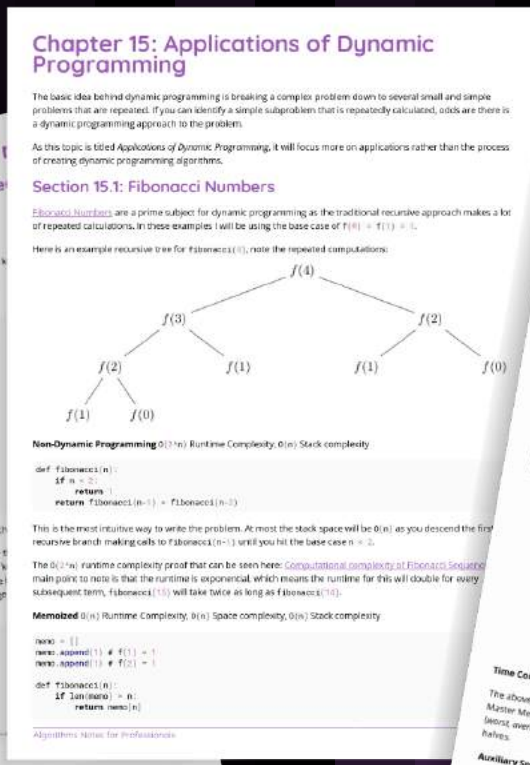 Chapter 15: Applications of Dynamic
Programming
The basic idea behind dynamic programming is breaking a complex problem down to several small and simple
problems that are repeated. If you can identify a simple subproblem that is repeatedly calculated, odds are there is
a dynamic programming approach to the problem.
As this topic is titled Applications of Dynamic Programming, it will focus more on applications rather than the process
of creating dynamic programming algorithms.
Section 15.1: Fibonacci Numbers
Fibonacci Numbers are a prime subject for dynamic programming as the traditional recursive approach makes a lot
of repeated calculations. In these examples I will be using the base case of f(0) = f(1) = 1.
Here is an example recursive tree for fibonacci(4), note the repeated computations:
f(4)
f(3) f(2)
f(2) f(1) f(1) f(0)
f(1) f(0)
Non-Dynamic Programming O(2^n) Runtime Complexity, O(n) Stack complexity
def fibonacci(n):
if n < 2:
return 1
return fibonacci(n-1) + fibonacci(n-2)
This is the most intuitive way to write the problem. At most the stack space will be O(n) as you descend the first
recursive branch making calls to fibonacci(n-1) until you hit the base case n < 2.
The O(2^n) runtime complexity proof that can be seen here: Computational complexity of Fibonacci Sequence
main point to note is that the runtime is exponential, which means the runtime for this will double for every
subsequent term, fibonacci(15) will take twice as long as fibonacci(14).
Memoized O(n) Runtime Complexity, O(n) Space complexity, O(n) Stack complexity
memo = []
memo.append(1) # f(1) = 1
memo.append(1) # f(2) = 1
def fibonacci(n):
if len(memo) > n:
return memo[n]
Algorithms Notes for Professionals
Time
The above
Master
(worst,
halves.
Auxiliary